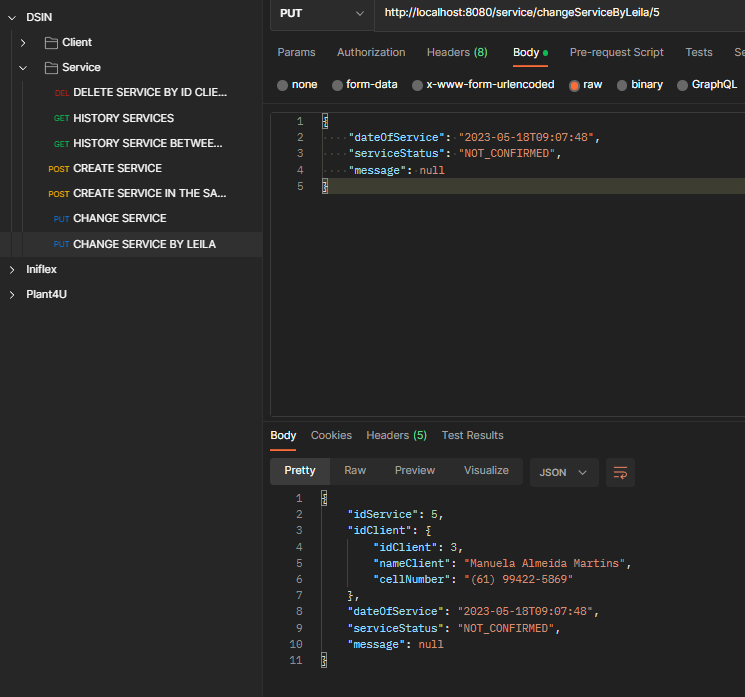 DSIN
Client
Service
DEL DELETE SERVICE BY ID CLIE...
GET HISTORY SERVICES
GET HISTORY SERVICE BETWEE...
POST CREATE SERVICE
POST CREATE SERVICE IN THE SA...
PUT CHANGE SERVICE
PUT CHANGE SERVICE BY LEILA
Iniflex
Plant4U
PUT http://localhost:8080/service/changeServiceByLeila/5
Params Authorization Headers (8) Body Pre-request Script Tests Se
none form-data x-www-form-urlencoded raw binary GraphQL
1 {
2 "dateOfService": "2023-05-18T09:07:48",
3 "serviceStatus": "NOT_CONFIRMED",
4 "message": null
5 }
Body Cookies Headers (5) Test Results
Pretty Raw Preview Visualize JSON
1 {
2 "idService": 5,
3 "idClient": {
4 "idClient": 3,
5 "nameClient": "Manuela Almeida Martins",
6 "cellNumber": "(61) 99422-5869"
7 },
8 "dateOfService": "2023-05-18T09:07:48",
9 "serviceStatus": "NOT_CONFIRMED",
10 "message": null
11 }